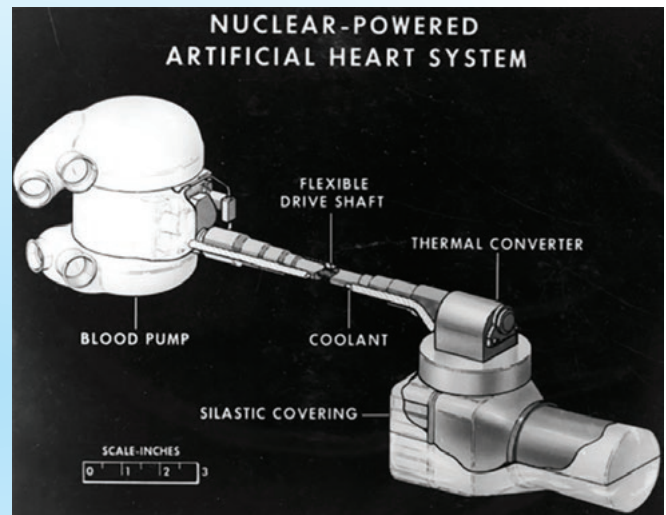 NUCLEAR-POWERED
ARTIFICIAL HEART SYSTEM
FLEXIBLE
DRIVE SHAFT
THERMAL CONVERTER
BLOOD PUMP
COOLANT
SILASTIC COVERING
SCALE-INCHES
0 1 2 3